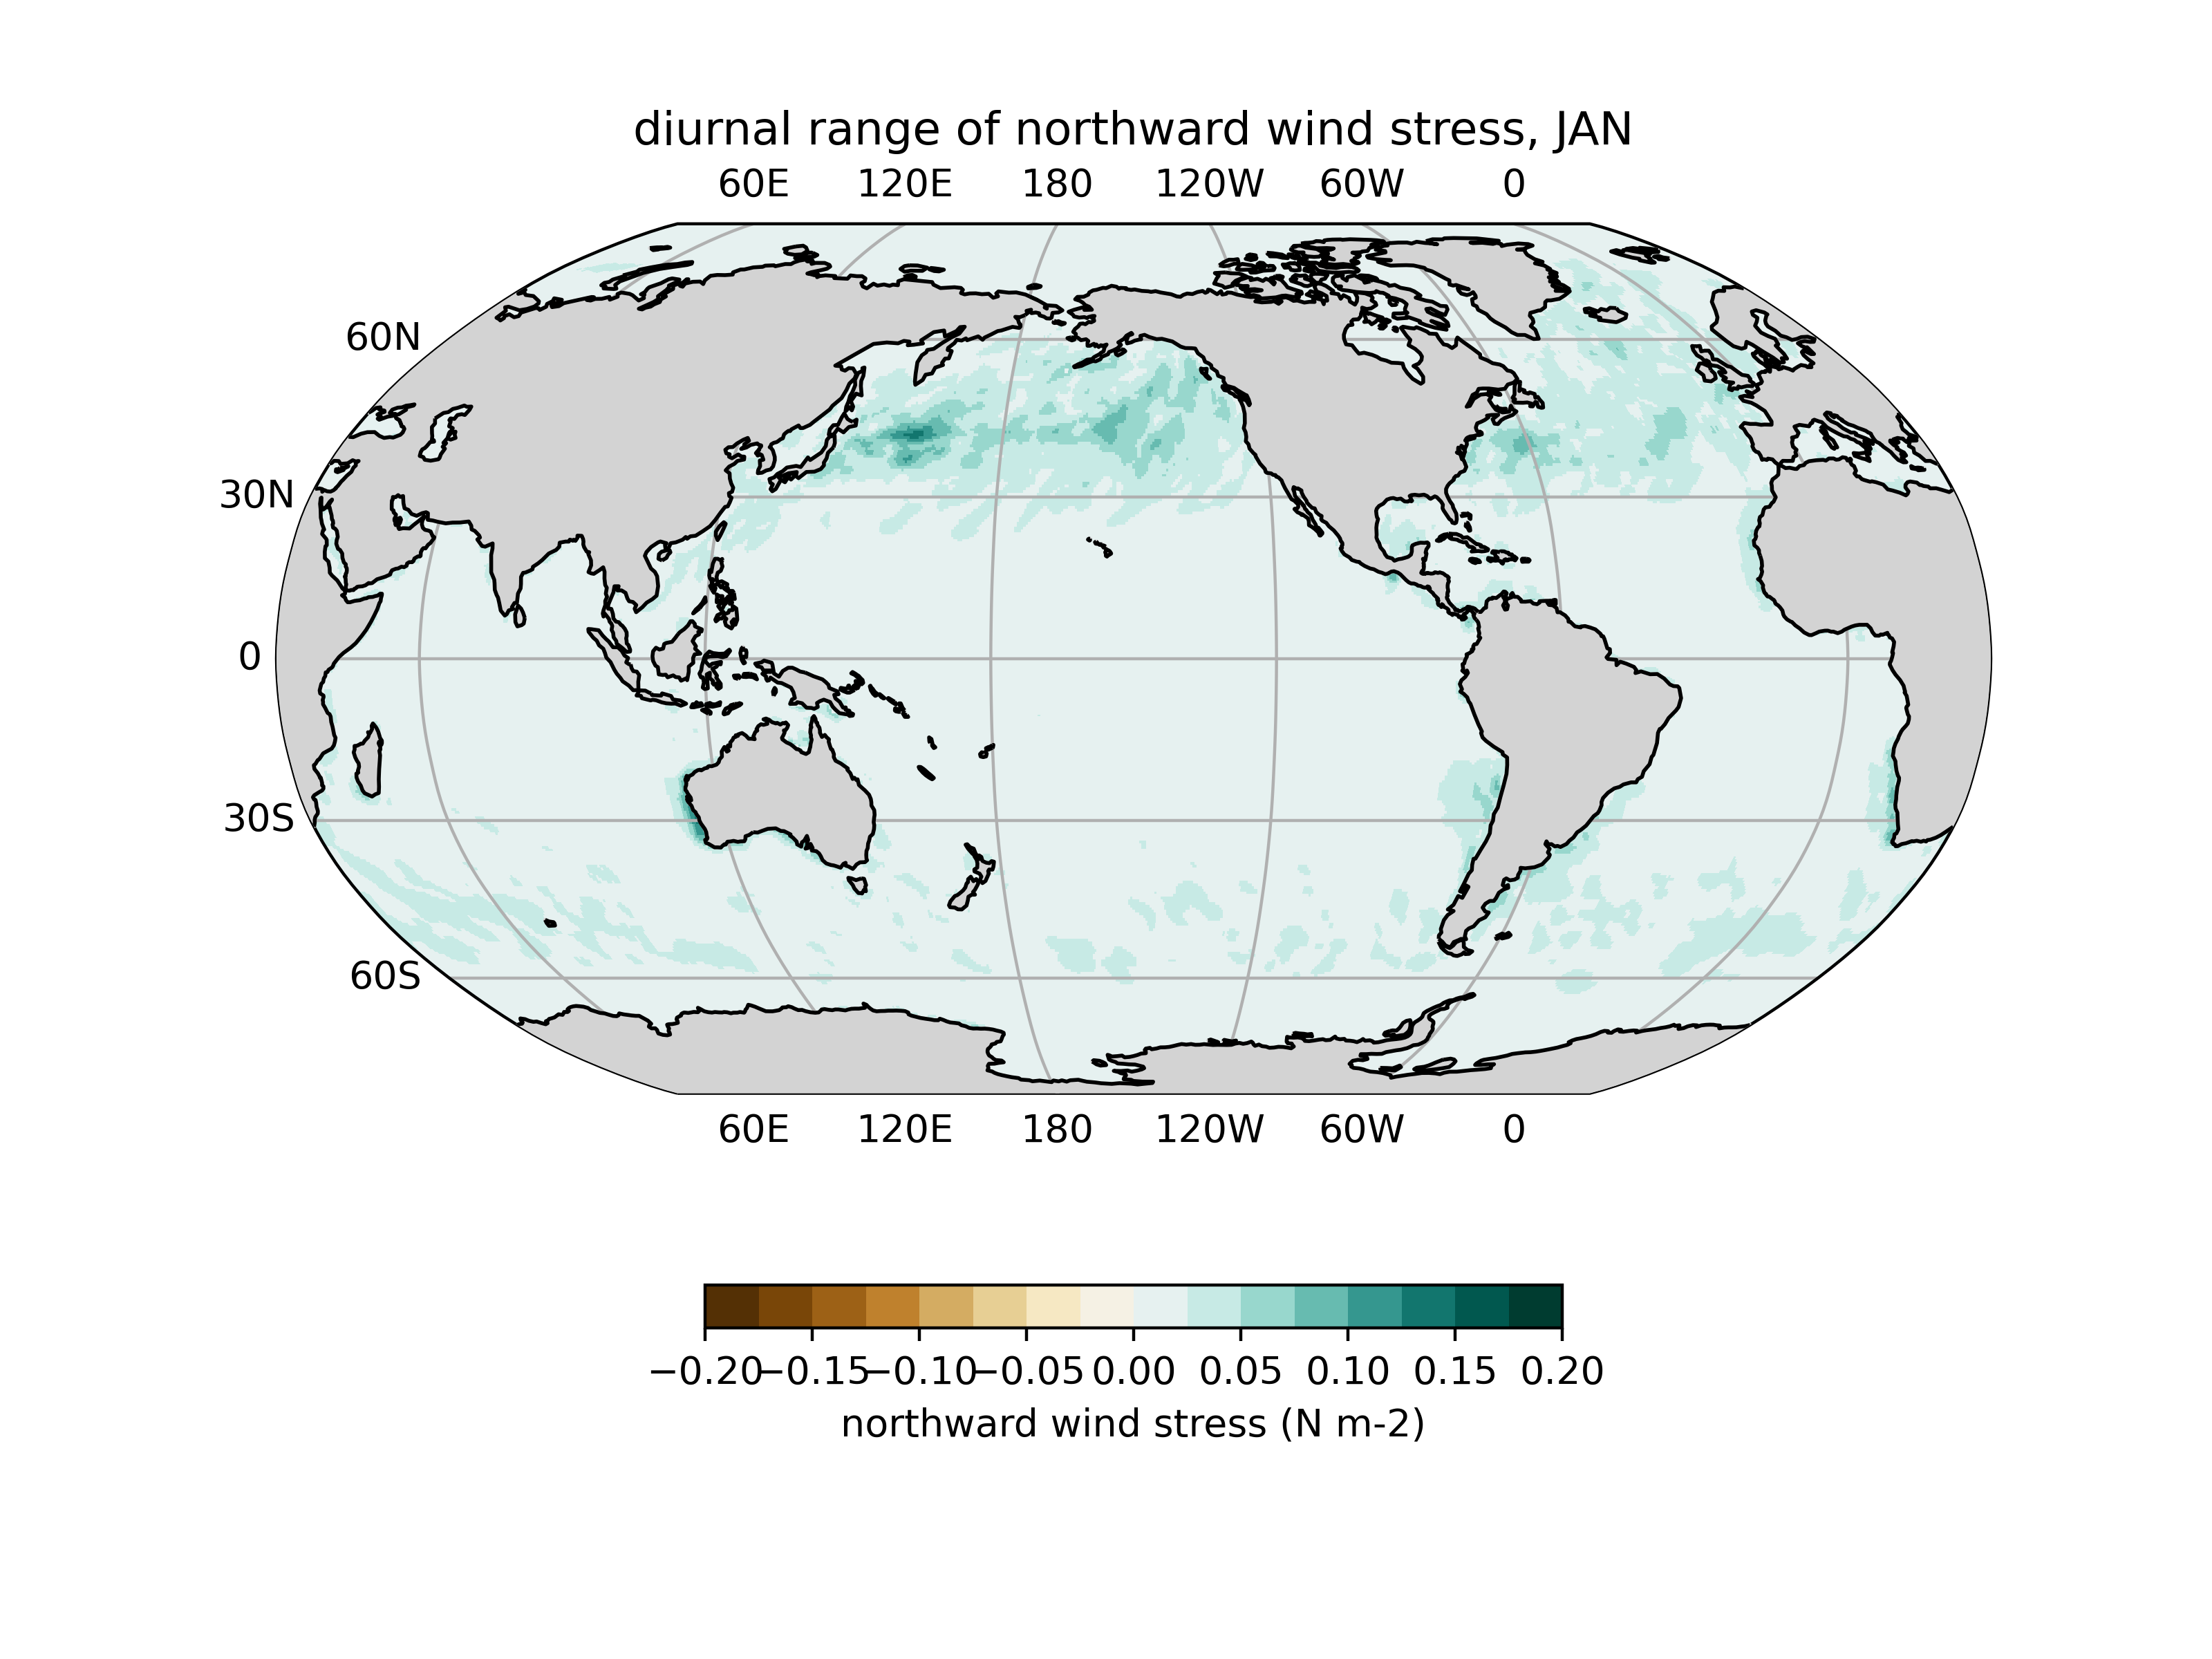 diurnal range of northward wind stress, JAN
60E 120E 180 120W 60W 0
60N
30N
0
30S
60S
60E 120E 180 120W 60W 0
−0.20 −0.15 −0.10 −0.05 0.00 0.05 0.10 0.15 0.20
northward wind stress (N m-2)